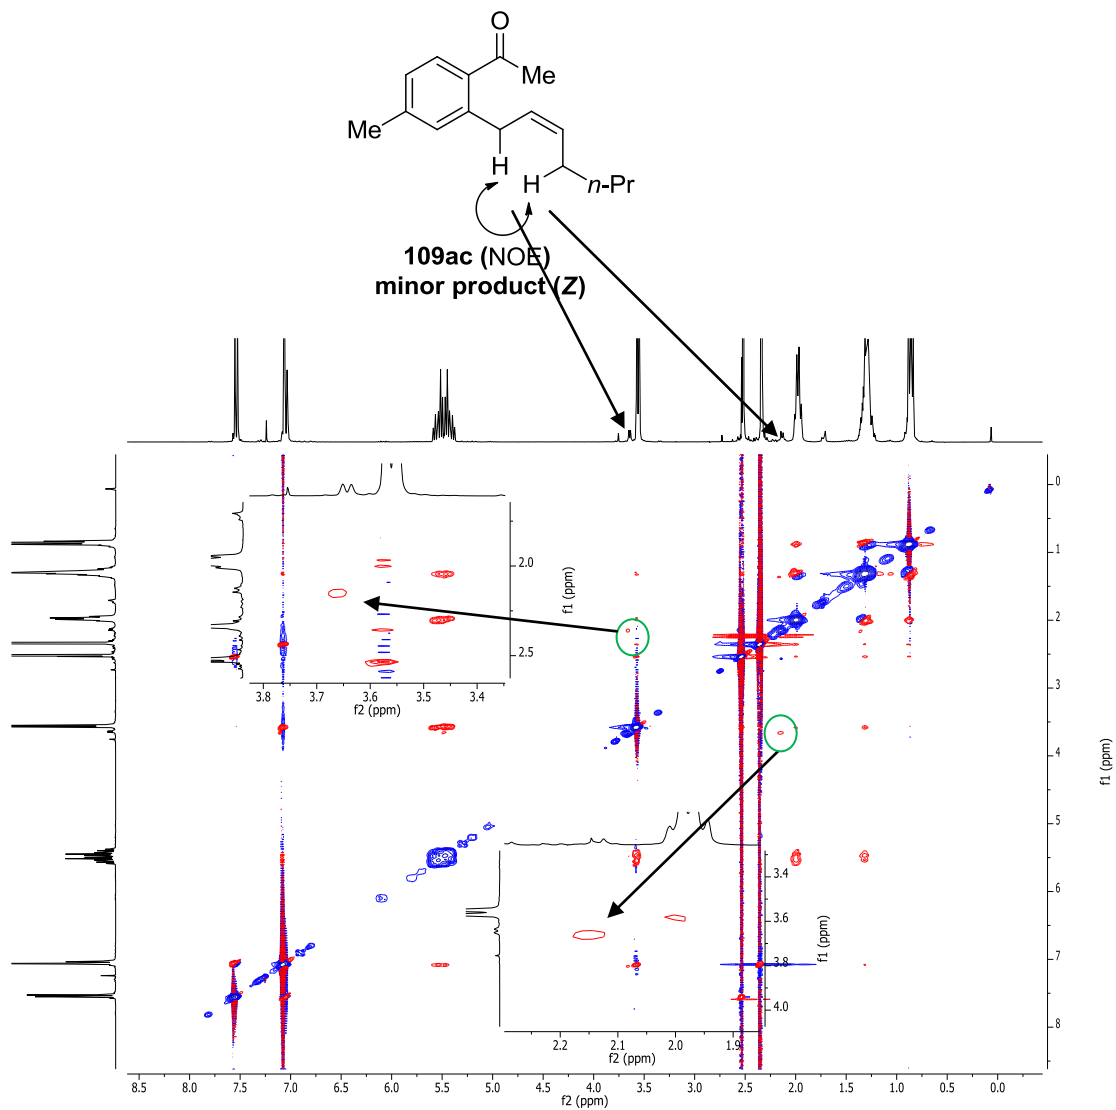 O
Me
Me
H
H
n-Pr
109ac (NOE)
minor product (Z)
0
1
2
3
4
5
6
7
8
f1 (ppm)
2.0
2.5
f1 (ppm)
3.8 3.7 3.6 3.5 3.4
f2 (ppm)
3.4
3.6
3.8
4.0
f1 (ppm)
2.2 2.1 2.0 1.9
f2 (ppm)
8.5 8.0 7.5 7.0 6.5 6.0 5.5 5.0 4.5 4.0 3.5 3.0 2.5 2.0 1.5 1.0 0.5 0.0
f2 (ppm)